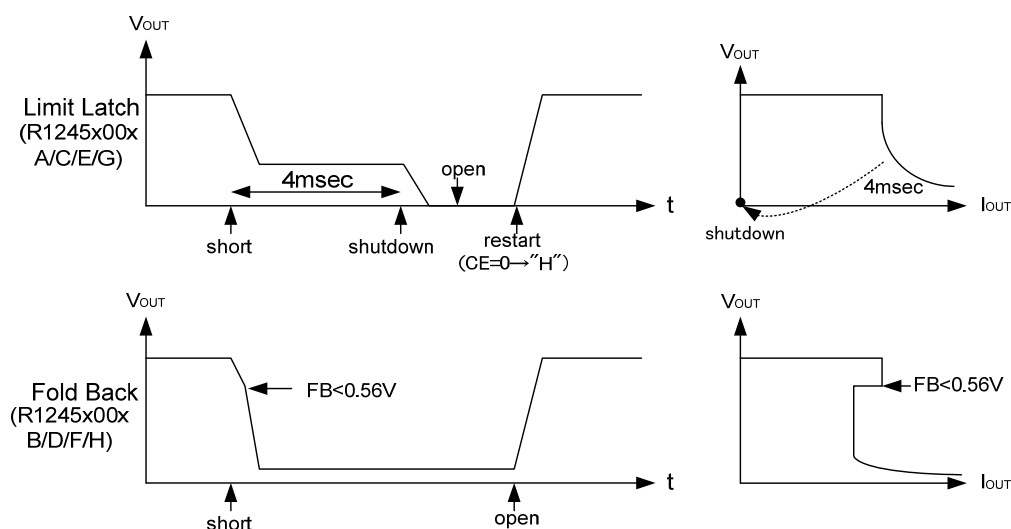 VOUT
Limit Latch
(R1245x00x
A/C/E/G)
4msec
open
t
short
shutdown
restart
(CE=0→"H")
VOUT
4msec
IOUT
shutdown
VOUT
Fold Back
(R1245x00x
B/D/F/H)
FB<0.56V
t
short
open
VOUT
FB<0.56V
IOUT